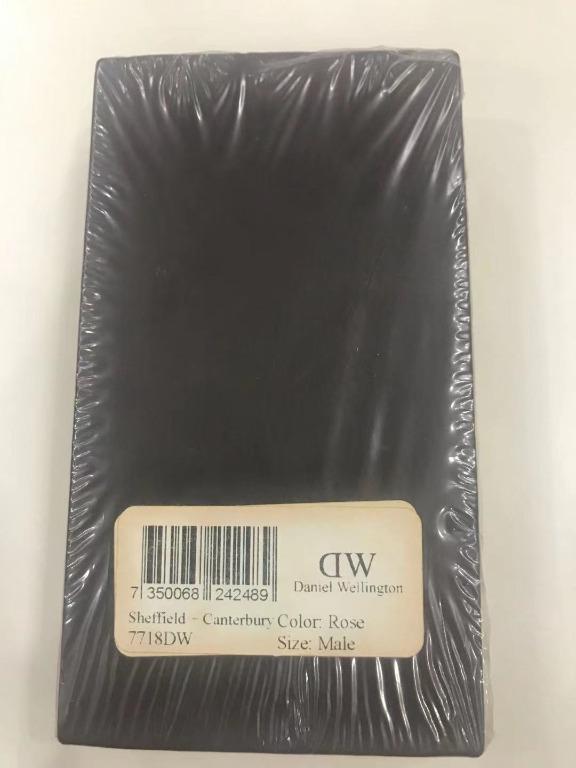 DW
Daniel Wellington
7 350068 242489
Sheffield - Canterbury Color: Rose
7718DW Size: Male